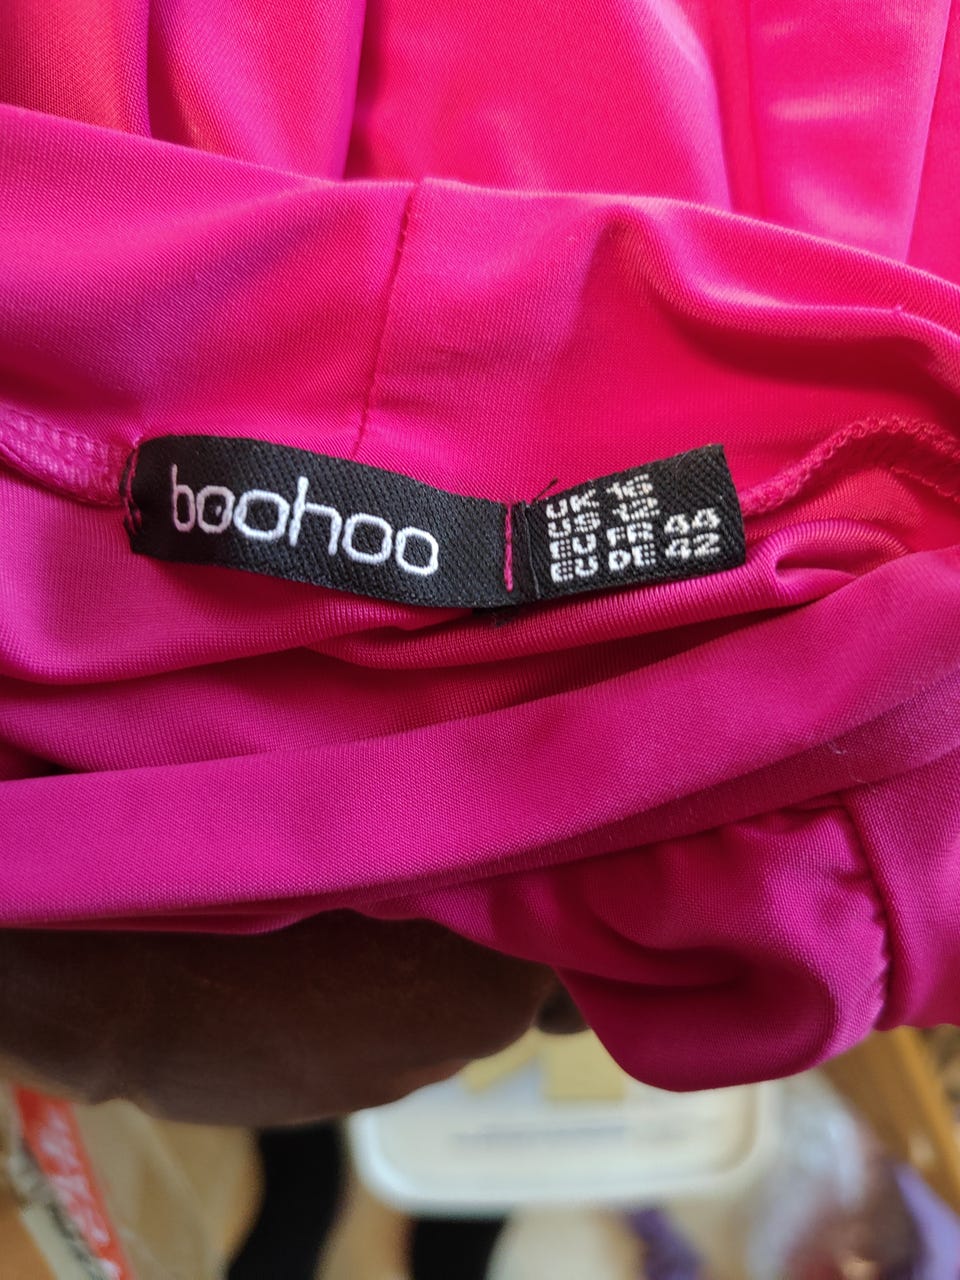 boohoo
UK 16
US 12
EU FR 44
EU DE 42